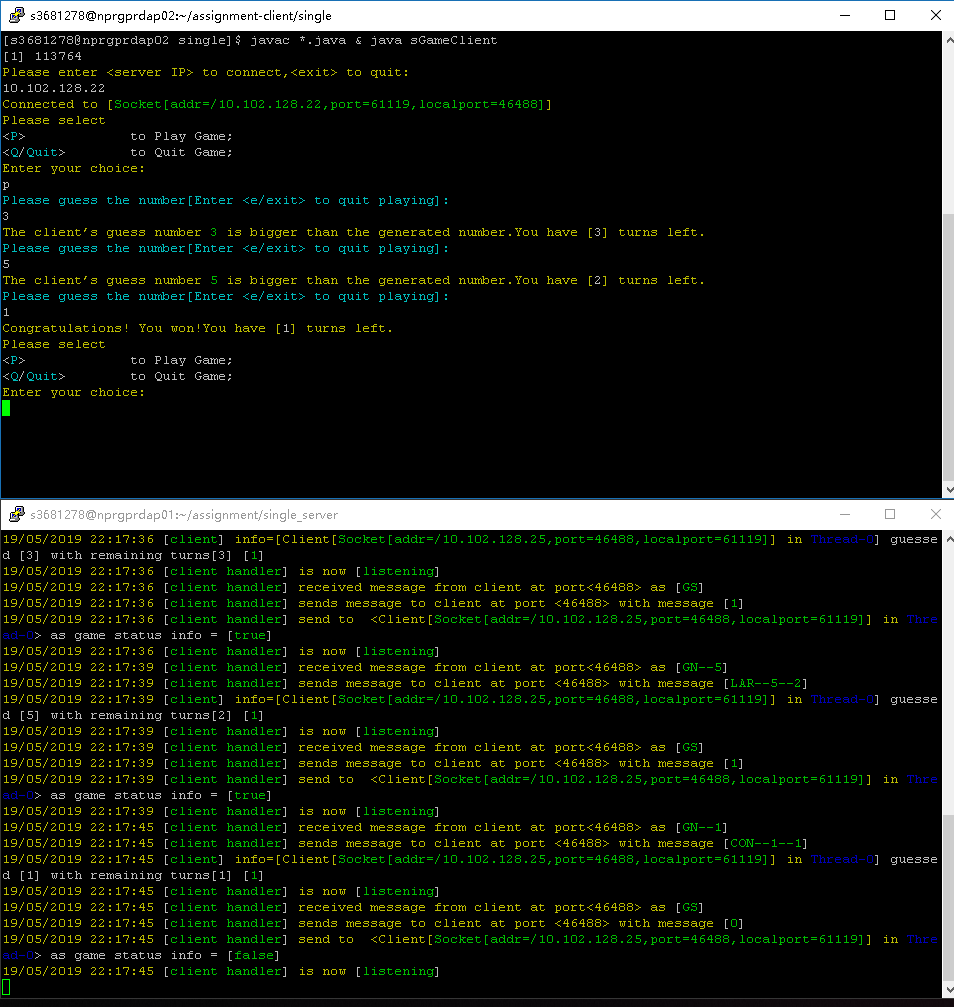 s3681278@nprgprdap02:~/assignment-client/single
[s3681278@nprgprdap02 single]$ javac *.java & java sGameClient
[1] 113764
Please enter <server IP> to connect,<exit> to quit:
10.102.128.22
Connected to [Socket[addr=/10.102.128.22,port=61119,localport=46488]]
Please select
<P>             to Play Game;
<Q/Quit>        to Quit Game;
Enter your choice:
p
Please guess the number[Enter <e/exit> to quit playing]:
3
The client's guess number 3 is bigger than the generated number.You have [3] turns left.
Please guess the number[Enter <e/exit> to quit playing]:
5
The client's guess number 5 is bigger than the generated number.You have [2] turns left.
Please guess the number[Enter <e/exit> to quit playing]:
1
Congratulations! You won!You have [1] turns left.
Please select
<P>             to Play Game;
<Q/Quit>        to Quit Game;
Enter your choice:
s3681278@nprgprdap01:~/assignment/single_server
19/05/2019 22:17:36 [client] info=[Client[Socket[addr=/10.102.128.25,port=46488,localport=61119]] in Thread-0] guesse
d [3] with remaining turns[3] [1]
19/05/2019 22:17:36 [client handler] is now [listening]
19/05/2019 22:17:36 [client handler] received message from client at port<46488> as [GS]
19/05/2019 22:17:36 [client handler] sends message to client at port <46488> with message [1]
19/05/2019 22:17:36 [client handler] send to  <Client[Socket[addr=/10.102.128.25,port=46488,localport=61119]] in Thre
ad-0> as game status info = [true]
19/05/2019 22:17:36 [client handler] is now [listening]
19/05/2019 22:17:39 [client handler] received message from client at port<46488> as [GN--5]
19/05/2019 22:17:39 [client handler] sends message to client at port <46488> with message [LAR--5--2]
19/05/2019 22:17:39 [client] info=[Client[Socket[addr=/10.102.128.25,port=46488,localport=61119]] in Thread-0] guesse
d [5] with remaining turns[2] [1]
19/05/2019 22:17:39 [client handler] is now [listening]
19/05/2019 22:17:39 [client handler] received message from client at port<46488> as [GS]
19/05/2019 22:17:39 [client handler] sends message to client at port <46488> with message [1]
19/05/2019 22:17:39 [client handler] send to  <Client[Socket[addr=/10.102.128.25,port=46488,localport=61119]] in Thre
ad-0> as game status info = [true]
19/05/2019 22:17:39 [client handler] is now [listening]
19/05/2019 22:17:45 [client handler] received message from client at port<46488> as [GN--1]
19/05/2019 22:17:45 [client handler] sends message to client at port <46488> with message [CON--1--1]
19/05/2019 22:17:45 [client] info=[Client[Socket[addr=/10.102.128.25,port=46488,localport=61119]] in Thread-0] guesse
d [1] with remaining turns[1] [1]
19/05/2019 22:17:45 [client handler] is now [listening]
19/05/2019 22:17:45 [client handler] received message from client at port<46488> as [GS]
19/05/2019 22:17:45 [client handler] sends message to client at port <46488> with message [0]
19/05/2019 22:17:45 [client handler] send to  <Client[Socket[addr=/10.102.128.25,port=46488,localport=61119]] in Thre
ad-0> as game status info = [false]
19/05/2019 22:17:45 [client handler] is now [listening]